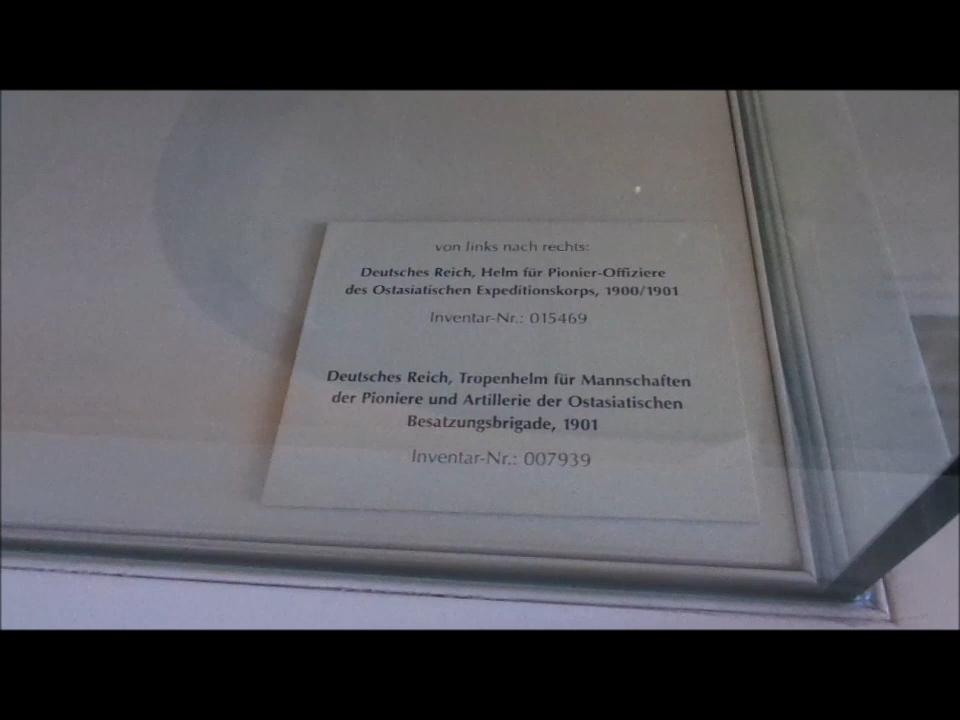 von links nach rechts:
Deutsches Reich, Helm für Pionier-Offiziere
des Ostasiatischen Expeditionskorps, 1900/1901
Inventar-Nr.: 015469
Deutsches Reich, Tropenhelm für Mannschaften
der Pioniere und Artillerie der Ostasiatischen
Besatzungsbrigade, 1901
Inventar-Nr.: 007939